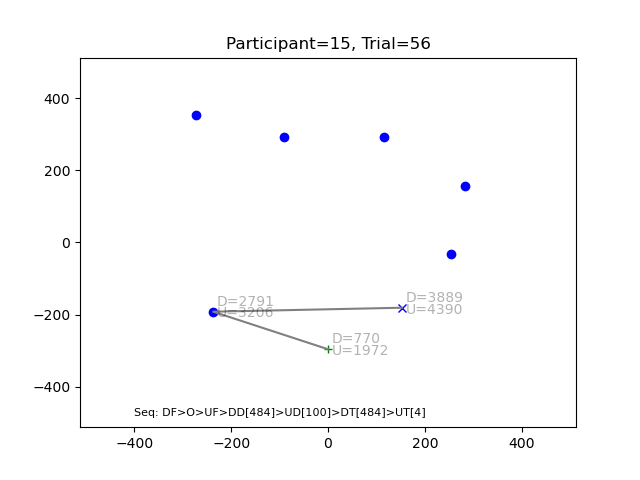 Participant=15, Trial=56
400
200
0
−200
−400
D=2791
U=3206
D=3889
U=4390
D=770
U=1972
Seq: DF>O>UF>DD[484]>UD[100]>DT[484]>UT[4]
−400
−200
0
200
400